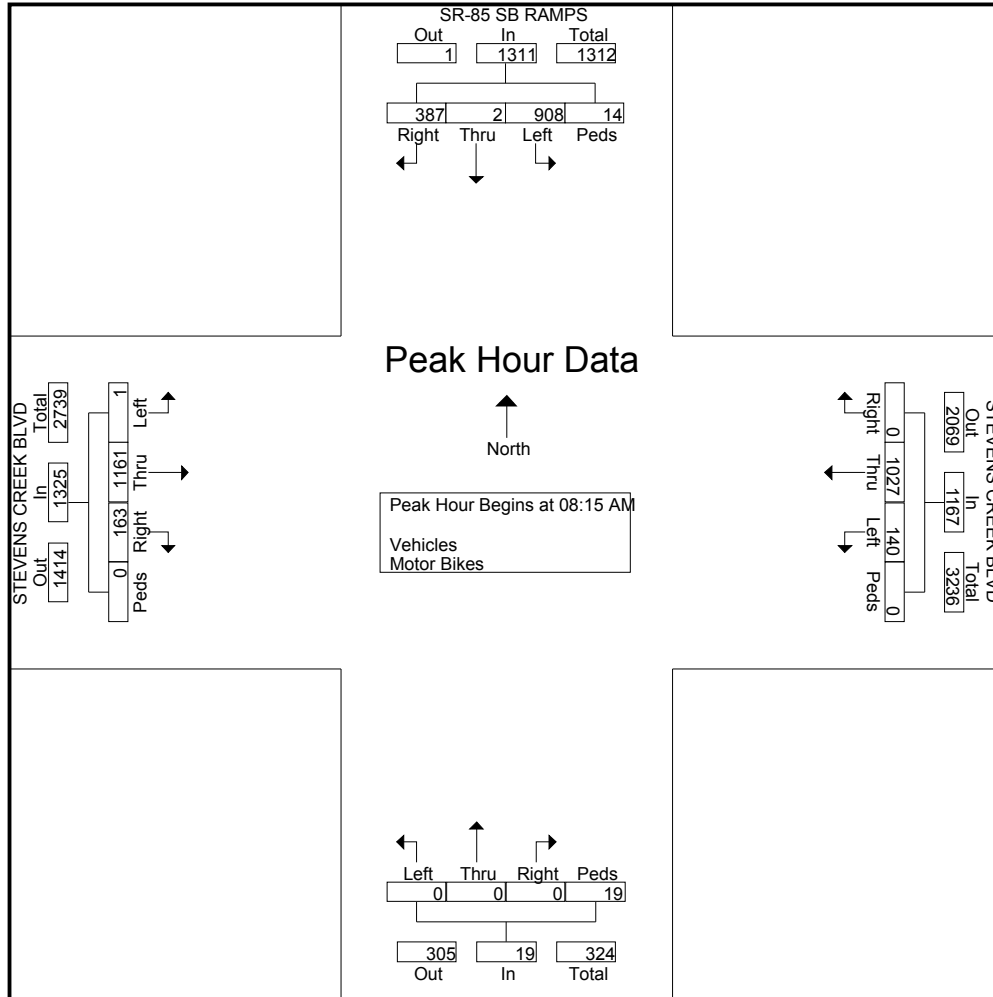 SR-85 SB RAMPS
Out In Total
1 1311 1312
387 2 908 14
Right Thru Left Peds
Peak Hour Data
North
Peak Hour Begins at 08:15 AM
Vehicles
Motor Bikes
STEVENS CREEK BLVD
Total In Out
2739 1325 1414
1 1161 163 0
Left Thru Right Peds
STEVENS CREEK BLVD
Out In Total
2069 1167 3236
0 1027 140 0
Right Thru Left Peds
Left Thru Right Peds
0 0 0 19
305 19 324
Out In Total